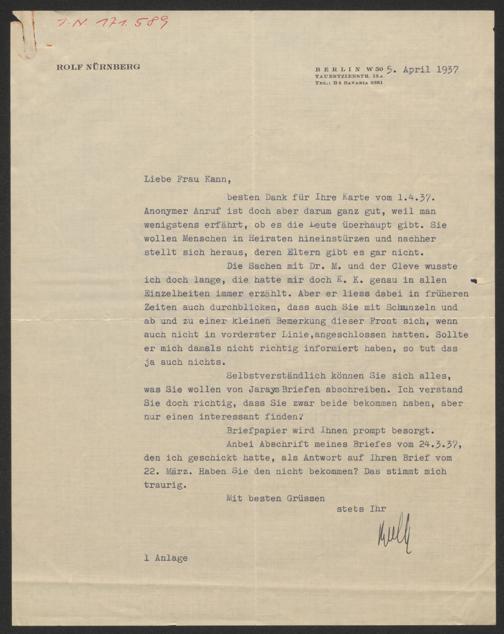 I.N. 171.589
ROLF NÜRNBERG
BERLIN W 50 5. April 1937
TAUENTZIENSTR. 13A
TEL.: B 4 BAVARIA 0261
Liebe Frau Kann,
besten Dank für Ihre Karte vom 1.4.37.
Anonymer Anruf ist doch aber darum ganz gut, weil man
wenigstens erfährt, ob es die Leute überhaupt gibt. Sie
wollen Menschen in Heiraten hineinstürzen und nachher
stellt sich heraus, deren Eltern gibt es gar nicht.
Die Sachen mit Dr. M. und der Cleve wusste
ich doch lange, die hatte mir doch K. K. genau in allen
Einzelheiten immer erzählt. Aber er liess dabei in früheren
Zeiten auch durchblicken, dass auch Sie mit Schmunzeln und
ab und zu einer kleinen Bemerkung dieser Front sich, wenn
auch nicht in vorderster Linie,angeschlossen hatten. Sollte
er mich damals nicht richtig informiert haben, so tut das
ja auch nichts.
Selbstverständlich können Sie sich alles,
was Sie wollen von Jarays Briefen abschreiben. Ich verstand
Sie doch richtig, dass Sie zwar beide bekommen haben, aber
nur einen interessant finden?
Briefpapier wird Ihnen prompt besorgt.
Anbei Abschrift meines Briefes vom 24.3.37,
den ich geschickt hatte, als Antwort auf Ihren Brief vom
22. März. Haben Sie den nicht bekommen? Das stimmt mich
traurig.
Mit besten Grüssen
stets Ihr
1 Anlage